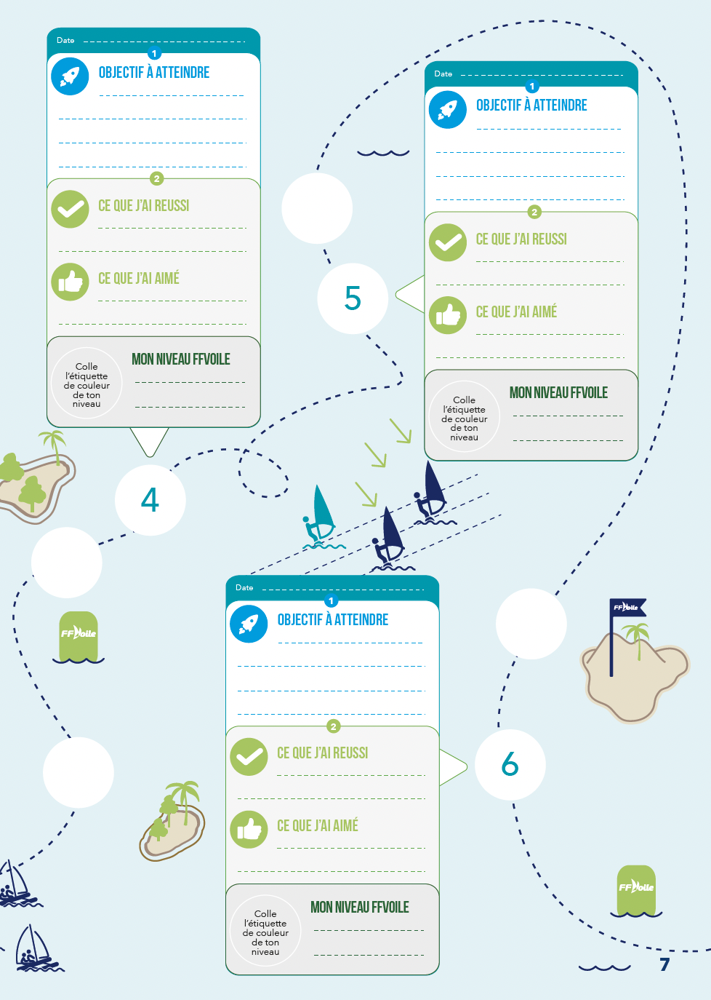 Date
1
OBJECTIF À ATTEINDRE
2
CE QUE J'AI REUSSI
CE QUE J'AI AIMÉ
MON NIVEAU FFVOILE
Colle
l'étiquette
de couleur
de ton
niveau
4
Date
1
OBJECTIF À ATTEINDRE
2
CE QUE J'AI REUSSI
CE QUE J'AI AIMÉ
MON NIVEAU FFVOILE
Colle
l'étiquette
de couleur
de ton
niveau
5
Date
1
OBJECTIF À ATTEINDRE
2
CE QUE J'AI REUSSI
CE QUE J'AI AIMÉ
MON NIVEAU FFVOILE
Colle
l'étiquette
de couleur
de ton
niveau
6
FFVoile
FFVoile
FFVoile
7